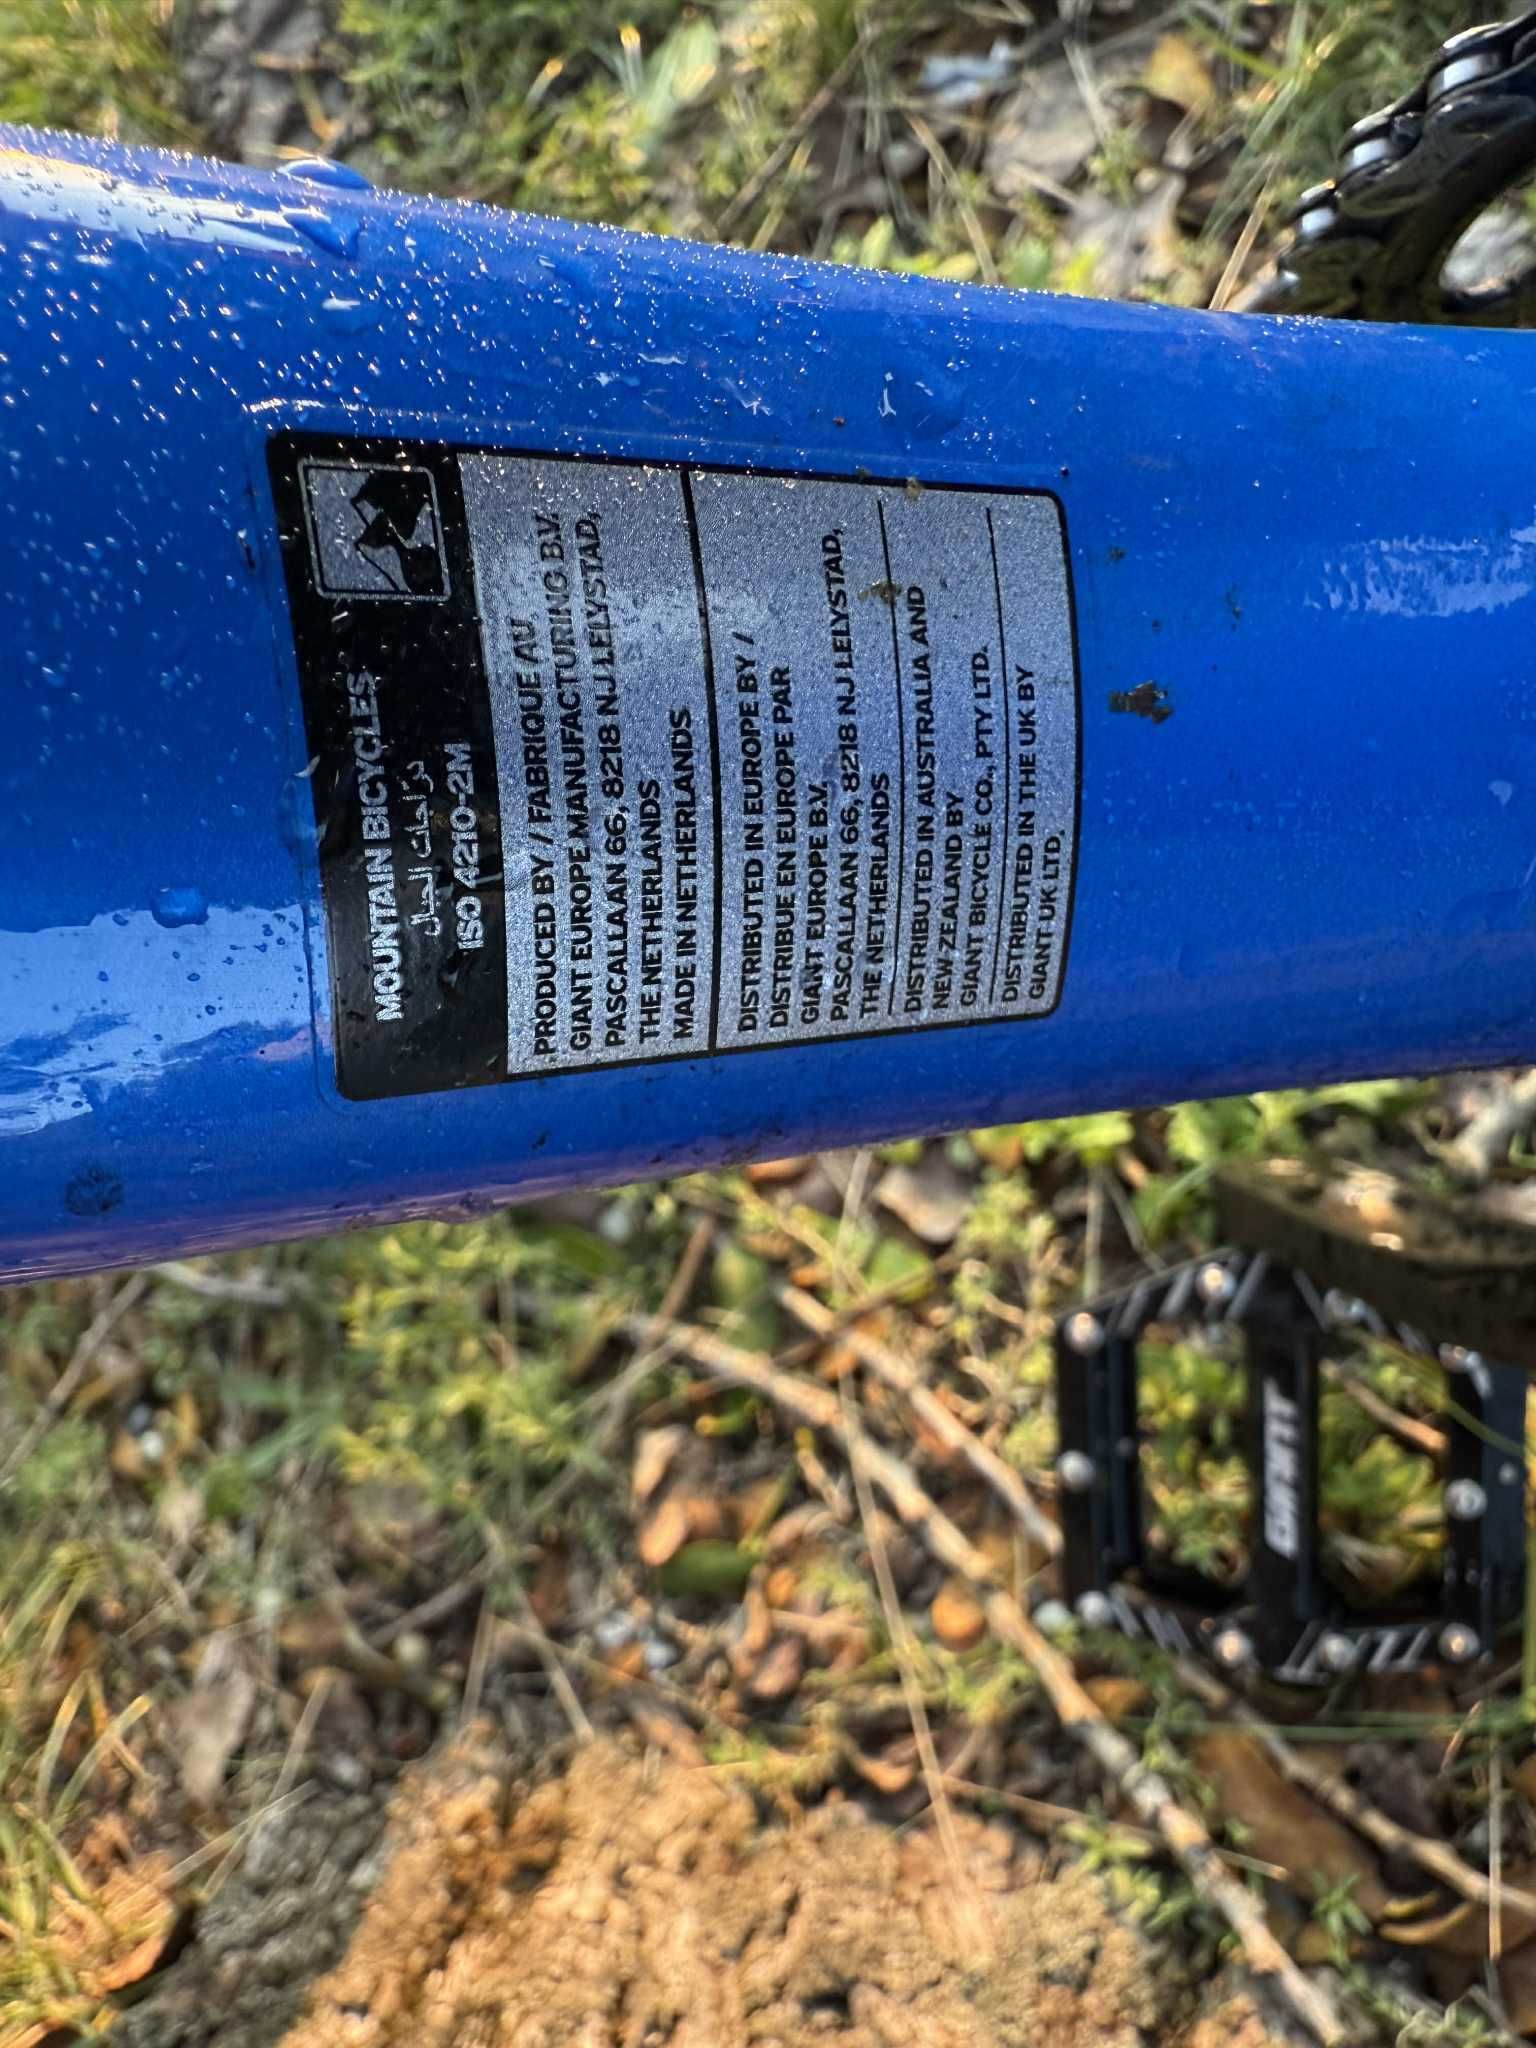 MOUNTAIN BICYCLES
دراجات الجبال
ISO 4210-2M
PRODUCED BY / FABRIQUE AU
GIANT EUROPE MANUFACTURING B.V.
PASCALLAAN 66, 8218 NJ LELYSTAD,
THE NETHERLANDS
MADE IN NETHERLANDS
DISTRIBUTED IN EUROPE BY /
DISTRIBUE EN EUROPE PAR
GIANT EUROPE B.V.
PASCALLAAN 66, 8218 NJ LELYSTAD,
THE NETHERLANDS
DISTRIBUTED IN AUSTRALIA AND
NEW ZEALAND BY
GIANT BICYCLE CO., PTY LTD.
DISTRIBUTED IN THE UK BY
GIANT UK LTD.
GIANT